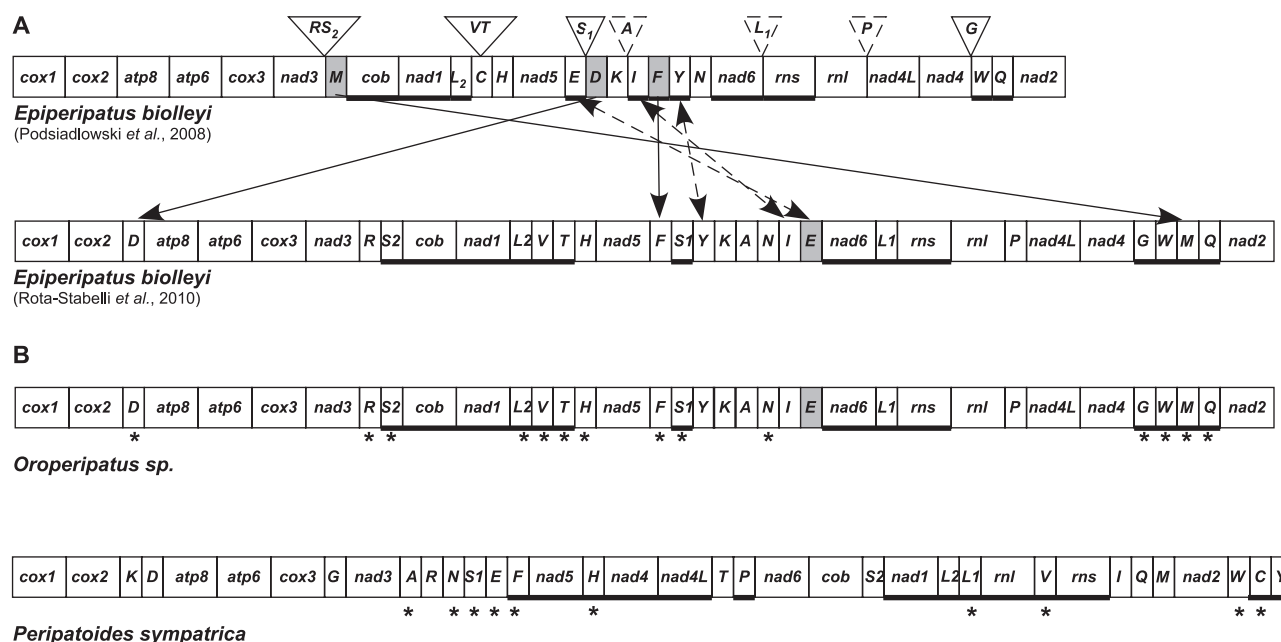 A
RS2 VT S1 A L1 P G
cox1 cox2 atp8 atp6 cox3 nad3 M cob nad1 L2 C H nad5 E D K I F Y N nad6 rns rnl nad4L nad4 W Q nad2
Epiperipatus biolleyi
(Podsiadlowski et al., 2008)
cox1 cox2 D atp8 atp6 cox3 nad3 R S2 cob nad1 L2 V T H nad5 F S1 Y K A N I E nad6 L1 rns rnl P nad4L nad4 G W M Q nad2
Epiperipatus biolleyi
(Rota-Stabelli et al., 2010)
B
cox1 cox2 D atp8 atp6 cox3 nad3 R S2 cob nad1 L2 V T H nad5 F S1 Y K A N I E nad6 L1 rns rnl P nad4L nad4 G W M Q nad2
* * * * * * * * * * * * * *
Oroperipatus sp.
cox1 cox2 K D atp8 atp6 cox3 G nad3 A R N S1 E F nad5 H nad4 nad4L T P nad6 cob S2 nad1 L2 L1 rnl V rns I Q M nad2 W C Y
* * * * * * * * * *
Peripatoides sympatrica